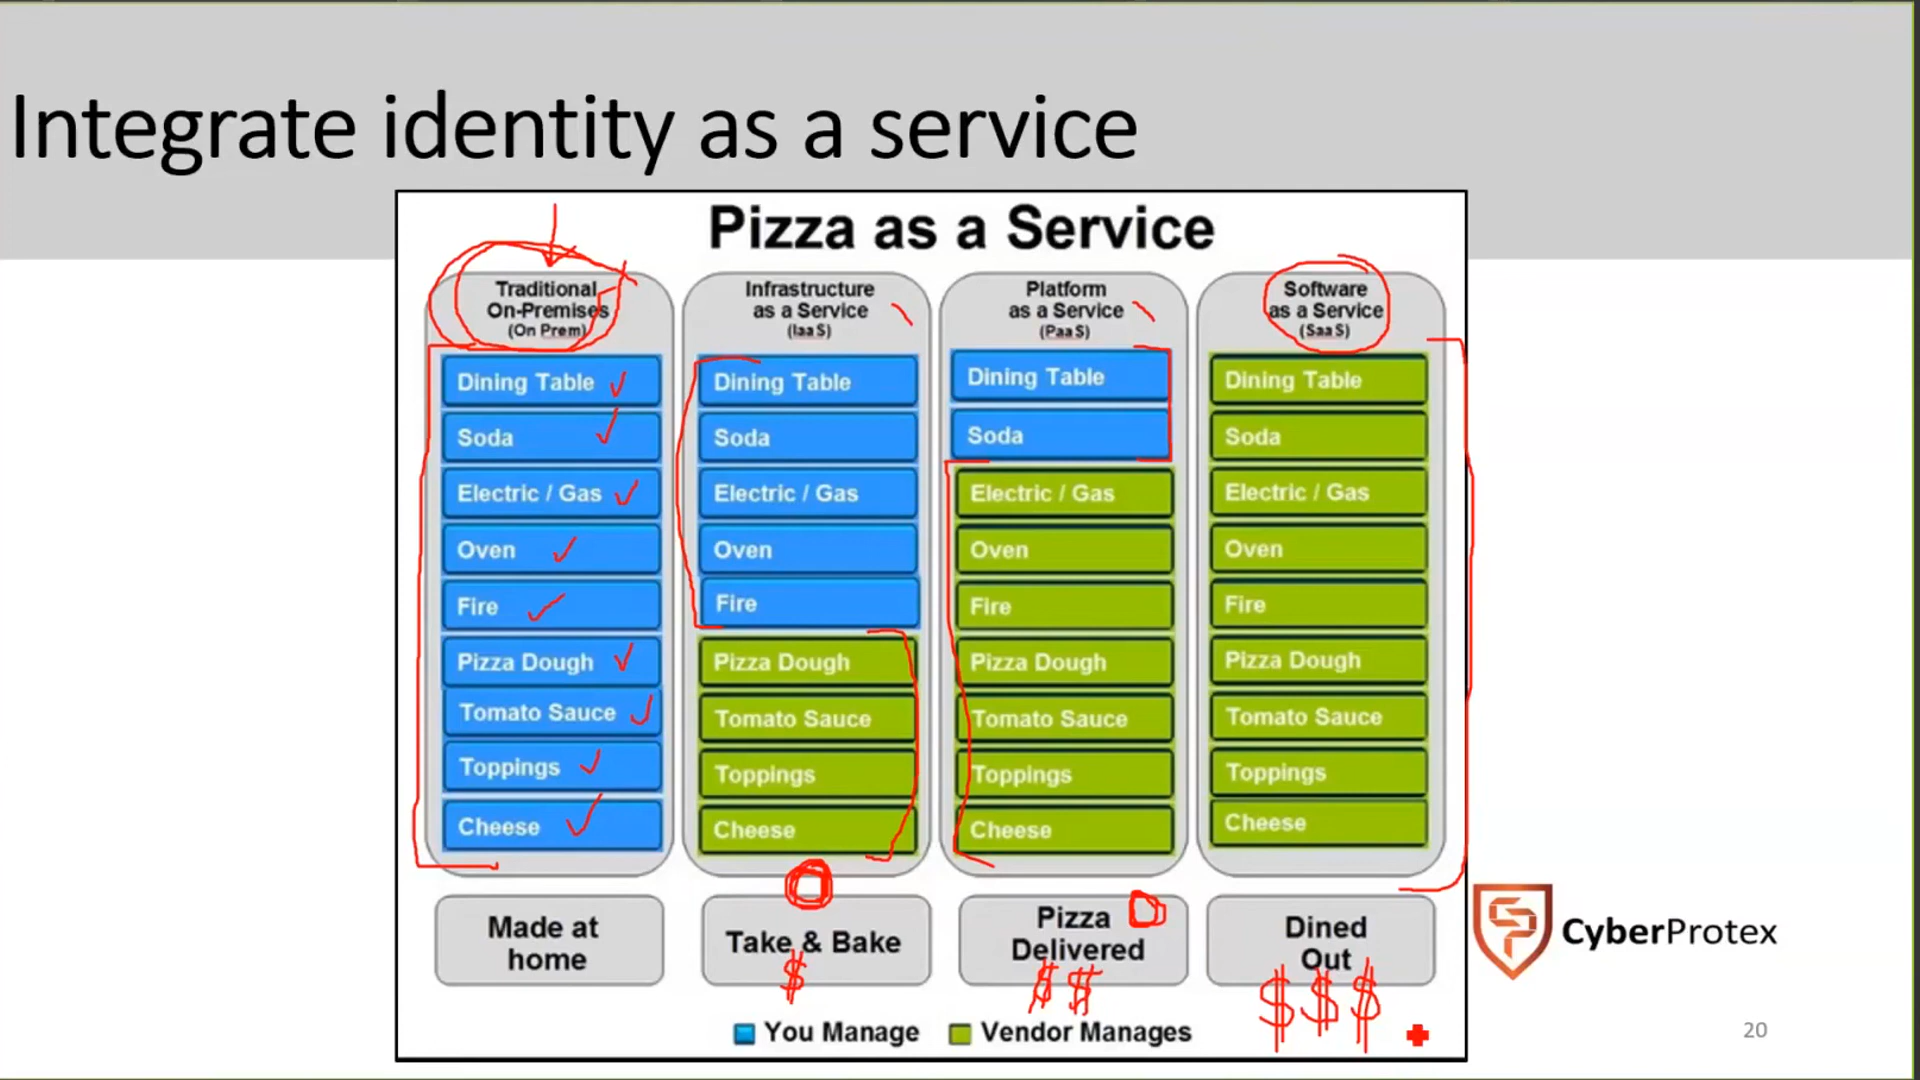 Integrate identity as a service
Pizza as a Service
Traditional
On-Premises
(On Prem)
Dining Table
Soda
Electric / Gas
Oven
Fire
Pizza Dough
Tomato Sauce
Toppings
Cheese
Made at
home
Infrastructure
as a Service
(IaaS)
Dining Table
Soda
Electric / Gas
Oven
Fire
Pizza Dough
Tomato Sauce
Toppings
Cheese
Take & Bake
$
Platform
as a Service
(PaaS)
Dining Table
Soda
Electric / Gas
Oven
Fire
Pizza Dough
Tomato Sauce
Toppings
Cheese
Pizza
Delivered
$$
Software
as a Service
(SaaS)
Dining Table
Soda
Electric / Gas
Oven
Fire
Pizza Dough
Tomato Sauce
Toppings
Cheese
Dined
Out
$$$
You Manage
Vendor Manages
CyberProtex
20